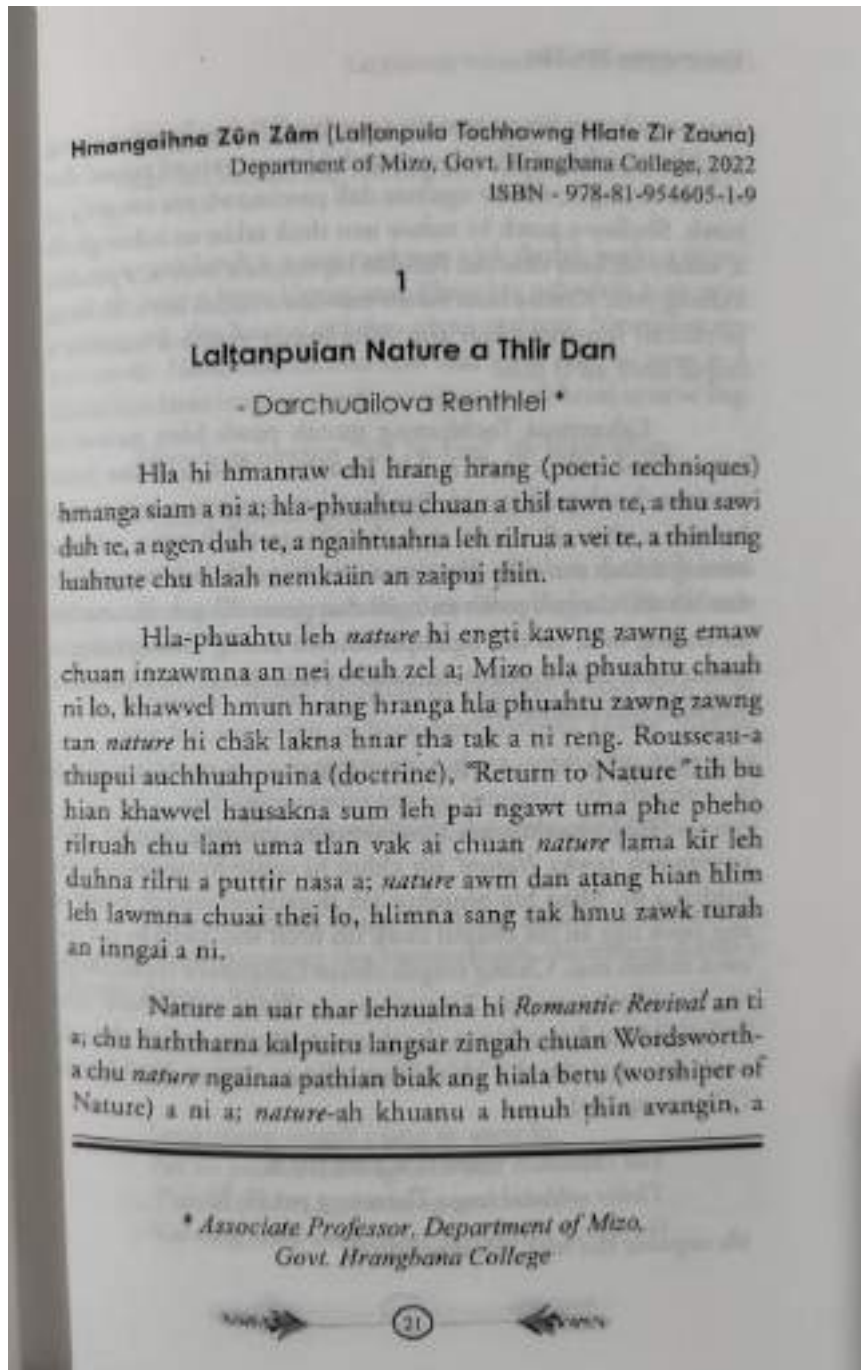 Hmangaihna Zûn Zâm (Lalṭanpuia Tochhawng Hlate Zir Zauna)
Department of Mizo, Govt. Hrangbana College, 2022
ISBN - 978-81-954605-1-9
1
Lalṭanpuian Nature a Thlir Dan
- Darchuailova Renthlei *
Hla hi hmanraw chi hrang hrang (poetic techniques)
hmanga siam a ni a; hla-phuahtu chuan a thil tawn te, a thu sawi
duh te, a ngen duh te, a ngaihtuahna leh rilrua a vei te, a thinlung
luahtute chu hlaah nemkaiin an zaipui ṭhin.
Hla-phuahtu leh nature hi engti kawng zawng emaw
chuan inzawmna an nei deuh zel a; Mizo hla phuahtu chauh
ni lo, khawvel hmun hrang hranga hla phuahtu zawng zawng
tan nature hi châk lakna hnar tha tak a ni reng. Rousseau-a
thupui auchhuahpuina (doctrine), "Return to Nature" tih bu
hian khawvel hausakna sum leh pai ngawt uma phe pheho
rilruah chu lam uma tlan vak ai chuan nature lama kir leh
duhna rilru a puttir nasa a; nature awm dan aṭang hian hlim
leh lawmna chuai thei lo, hlimna sang tak hmu zawk turah
an inngai a ni.
Nature an uar thar lehzualna hi Romantic Revival an ti
a; chu harhtharna kalpuitu langsar zingah chuan Wordsworth-
a chu nature ngainaa pathian biak ang hiala betu (worshiper of
Nature) a ni a; nature-ah khuanu a hmuh ṭhin avangin, a
* Associate Professor, Department of Mizo,
Govt. Hrangbana College
21